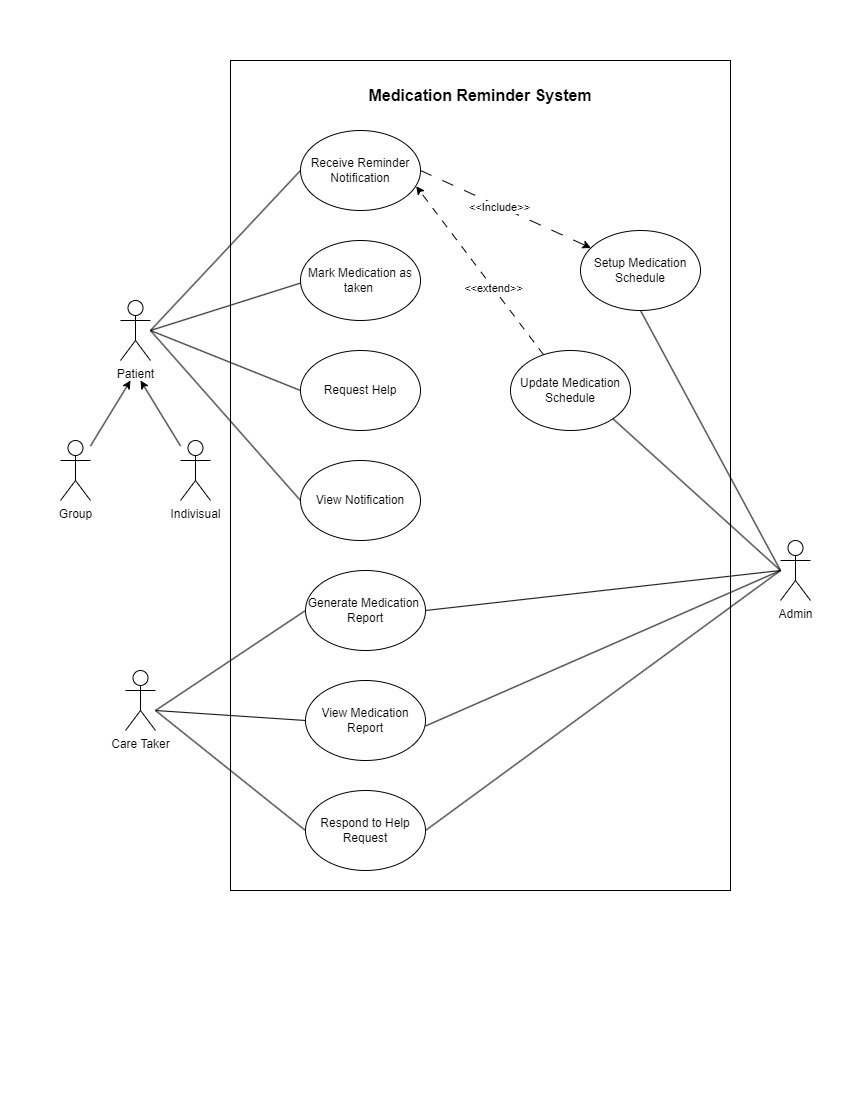 Medication Reminder System
Receive Reminder
Notification
<<Include>>
Setup Medication
Schedule
Mark Medication as
taken
<<extend>>
Patient
Request Help
Update Medication
Schedule
Group
Indivisual
View Notification
Generate Medication
Report
Admin
Care Taker
View Medication
Report
Respond to Help
Request